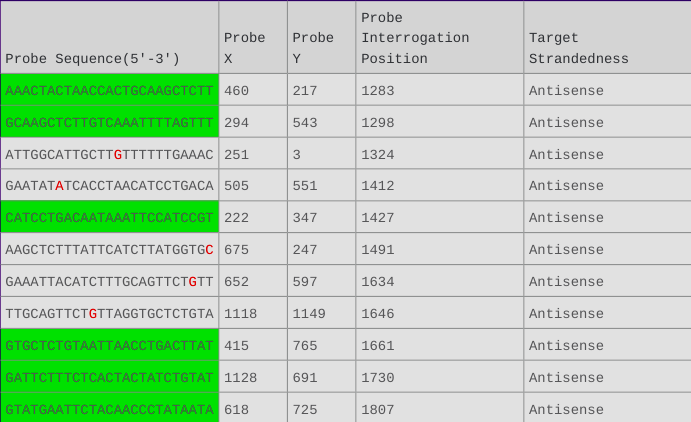 Probe Sequence(5'-3') Probe X Probe Y Probe Interrogation Position Target Strandedness
AAACTACTAACCACTGCAAGCTCTT 460 217 1283 Antisense
GCAAGCTCTTGTCAAATTTTAGTTT 294 543 1298 Antisense
ATTGGCATTGCTTGTTTTTTGAAAC 251 3 1324 Antisense
GAATATATCACCTAACATCCTGACA 505 551 1412 Antisense
CATCCTGACAATAAATTCCATCCGT 222 347 1427 Antisense
AAGCTCTTTATTCATCTTATGGTGC 675 247 1491 Antisense
GAAATTACATCTTTGCAGTTCTGTT 652 597 1634 Antisense
TTGCAGTTCTGTTAGGTGCTCTGTA 1118 1149 1646 Antisense
GTGCTCTGTAATTAACCTGACTTAT 415 765 1661 Antisense
GATTCTTTCTCACTACTATCTGTAT 1128 691 1730 Antisense
GTATGAATTCTACAACCCTATAATA 618 725 1807 Antisense